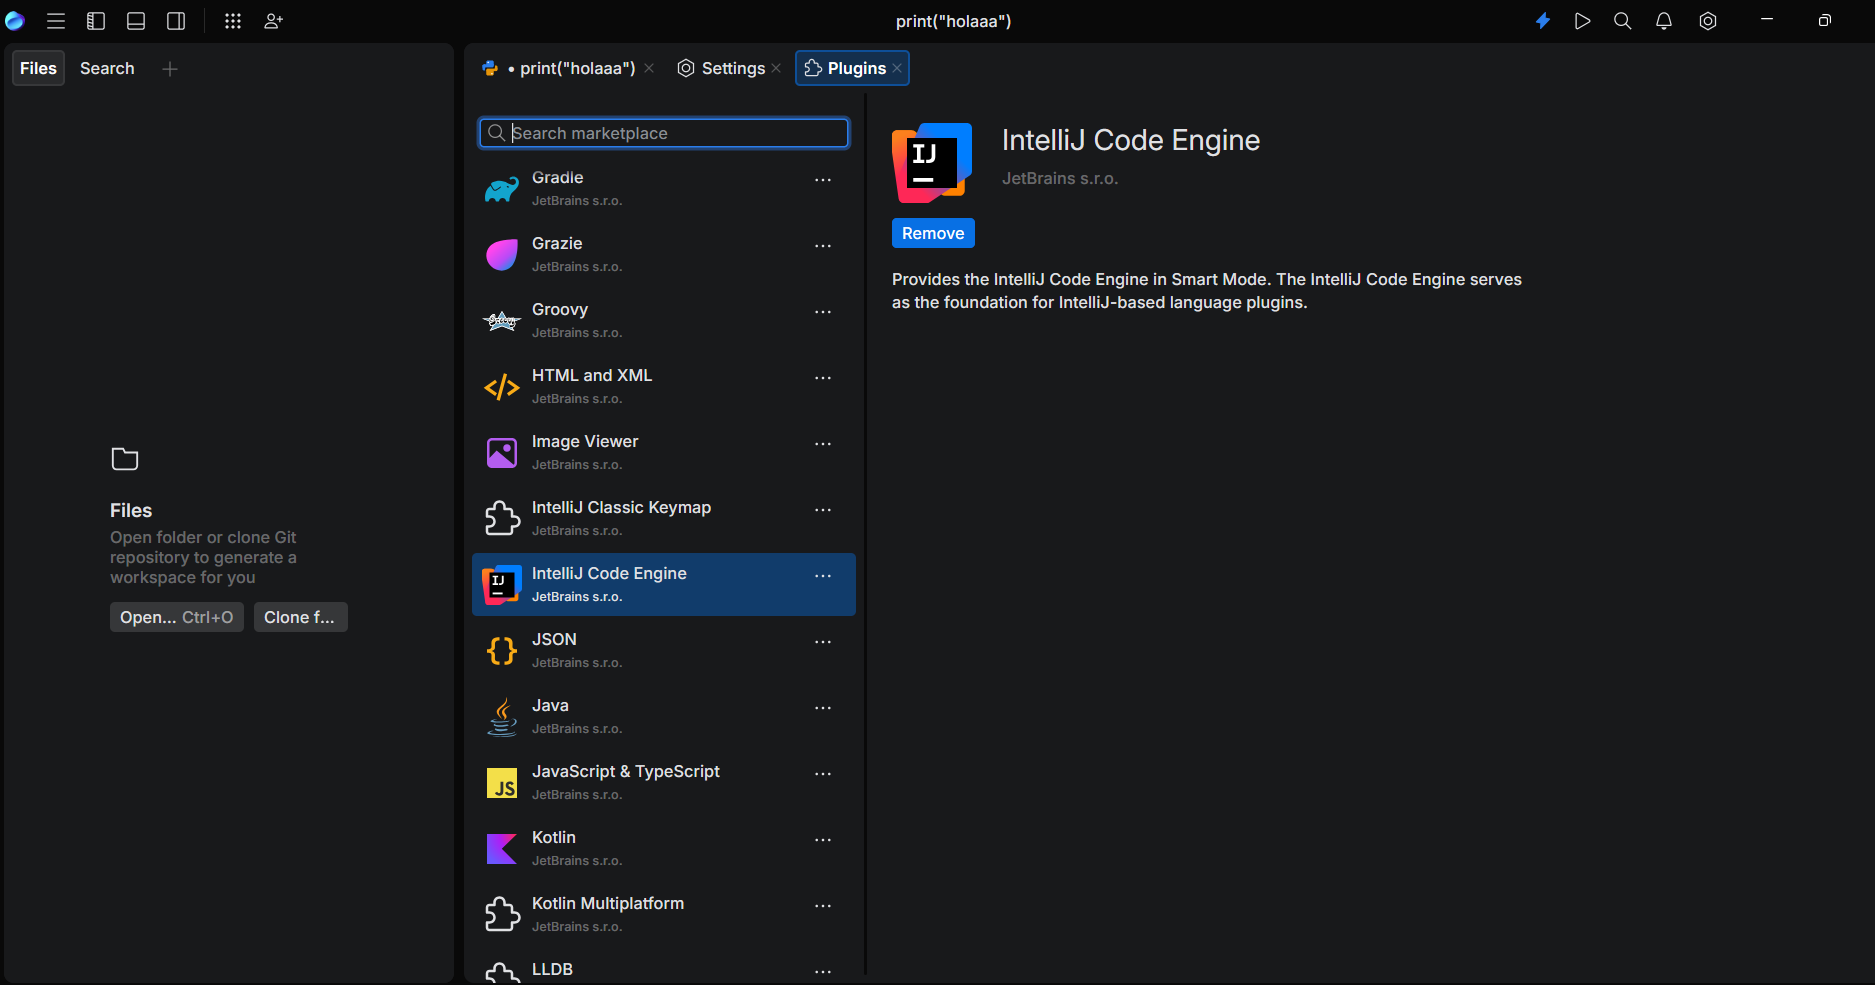 print("holaaa")
Files Search
• print("holaaa") Settings Plugins
Search marketplace
Gradle
JetBrains s.r.o.
Grazie
JetBrains s.r.o.
Groovy
JetBrains s.r.o.
HTML and XML
JetBrains s.r.o.
Image Viewer
JetBrains s.r.o.
IntelliJ Classic Keymap
JetBrains s.r.o.
IJ
IntelliJ Code Engine
JetBrains s.r.o.
{}
JSON
JetBrains s.r.o.
Java
JetBrains s.r.o.
JS
JavaScript & TypeScript
JetBrains s.r.o.
Kotlin
JetBrains s.r.o.
Kotlin Multiplatform
JetBrains s.r.o.
LLDB
IJ
IntelliJ Code Engine
JetBrains s.r.o.
Remove
Provides the IntelliJ Code Engine in Smart Mode. The IntelliJ Code Engine serves
as the foundation for IntelliJ-based language plugins.
Files
Open folder or clone Git
repository to generate a
workspace for you
Open... Ctrl+O Clone f...